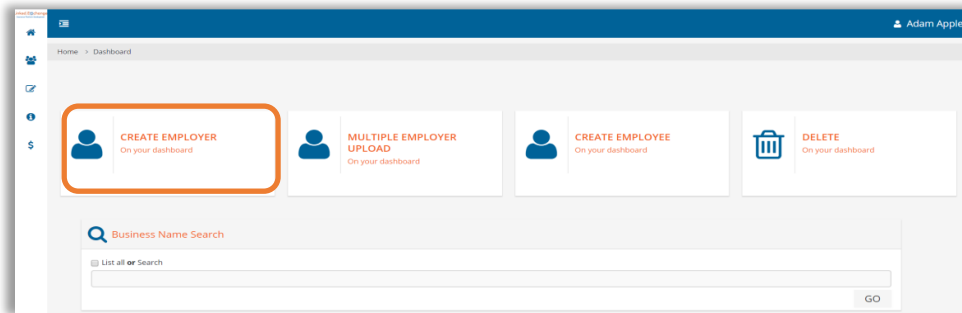 Adam Apple
Home > Dashboard
CREATE EMPLOYER
On your dashboard
MULTIPLE EMPLOYER
UPLOAD
On your dashboard
CREATE EMPLOYEE
On your dashboard
DELETE
On your dashboard
Business Name Search
List all or Search
GO